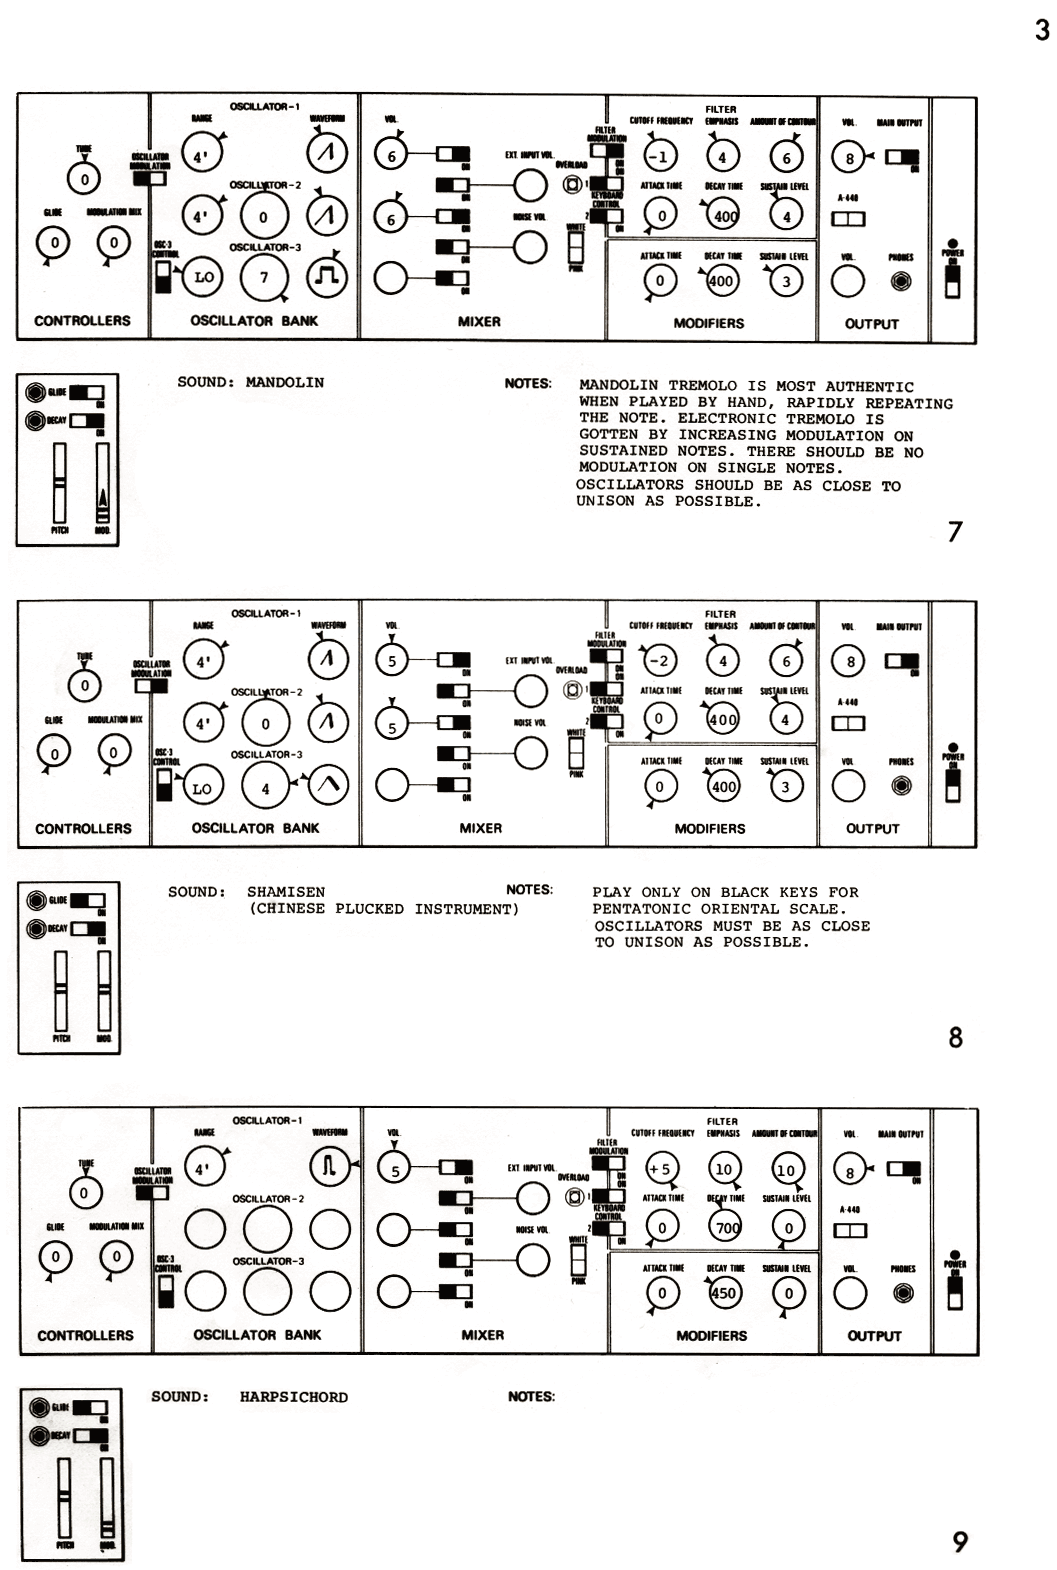 3
OSCILLATOR-1
RANGE WAVEFORM VOL. FILTER
CUTOFF FREQUENCY EMPHASIS AMOUNT OF CONTOUR VOL. MAIN OUTPUT
TUNE OSCILLATOR MODULATION 4' 6 ON EXT. INPUT VOL. OVERLOAD FILTER MODULATION ON -1 4 6 8 ON
0 OSCILLATOR-2 1 ON ATTACK TIME DECAY TIME SUSTAIN LEVEL A-440
GLIDE MODULATION MIX 4' 0 6 ON NOISE VOL. KEYBOARD CONTROL 2 ON 0 400 4
0 0 OSC-3 CONTROL OSCILLATOR-3 ON WHITE PINK ATTACK TIME DECAY TIME SUSTAIN LEVEL VOL. PHONES POWER ON
LO 7 ON 0 400 3
CONTROLLERS OSCILLATOR BANK MIXER MODIFIERS OUTPUT
GLIDE ON
DECAY ON
PITCH MOD.
SOUND: MANDOLIN
NOTES: MANDOLIN TREMOLO IS MOST AUTHENTIC
WHEN PLAYED BY HAND, RAPIDLY REPEATING
THE NOTE. ELECTRONIC TREMOLO IS
GOTTEN BY INCREASING MODULATION ON
SUSTAINED NOTES. THERE SHOULD BE NO
MODULATION ON SINGLE NOTES.
OSCILLATORS SHOULD BE AS CLOSE TO
UNISON AS POSSIBLE.
7
OSCILLATOR-1
RANGE WAVEFORM VOL. FILTER
CUTOFF FREQUENCY EMPHASIS AMOUNT OF CONTOUR VOL. MAIN OUTPUT
TUNE OSCILLATOR MODULATION 4' 5 ON EXT INPUT VOL. OVERLOAD FILTER MODULATION ON -2 4 6 8 ON
0 OSCILLATOR-2 1 ON ATTACK TIME DECAY TIME SUSTAIN LEVEL A-440
GLIDE MODULATION MIX 4' 0 5 ON NOISE VOL. KEYBOARD CONTROL 2 ON 0 400 4
0 0 OSC-3 CONTROL OSCILLATOR-3 ON WHITE PINK ATTACK TIME DECAY TIME SUSTAIN LEVEL VOL. PHONES POWER ON
LO 4 ON 0 400 3
CONTROLLERS OSCILLATOR BANK MIXER MODIFIERS OUTPUT
GLIDE ON
DECAY ON
PITCH MOD.
SOUND: SHAMISEN
(CHINESE PLUCKED INSTRUMENT)
NOTES: PLAY ONLY ON BLACK KEYS FOR
PENTATONIC ORIENTAL SCALE.
OSCILLATORS MUST BE AS CLOSE
TO UNISON AS POSSIBLE.
8
OSCILLATOR-1
RANGE WAVEFORM VOL. FILTER
CUTOFF FREQUENCY EMPHASIS AMOUNT OF CONTOUR VOL. MAIN OUTPUT
TUNE OSCILLATOR MODULATION 4' 5 ON EXT INPUT VOL. OVERLOAD FILTER MODULATION ON +5 10 10 8 ON
0 OSCILLATOR-2 1 ON ATTACK TIME DECAY TIME SUSTAIN LEVEL A-440
GLIDE MODULATION MIX ON NOISE VOL. KEYBOARD CONTROL 2 ON 0 700 0
0 0 OSC-3 CONTROL OSCILLATOR-3 ON WHITE PINK ATTACK TIME DECAY TIME SUSTAIN LEVEL VOL. PHONES POWER ON
ON 0 450 0
CONTROLLERS OSCILLATOR BANK MIXER MODIFIERS OUTPUT
GLIDE ON
DECAY ON
PITCH MOD.
SOUND: HARPSICHORD
NOTES:
9